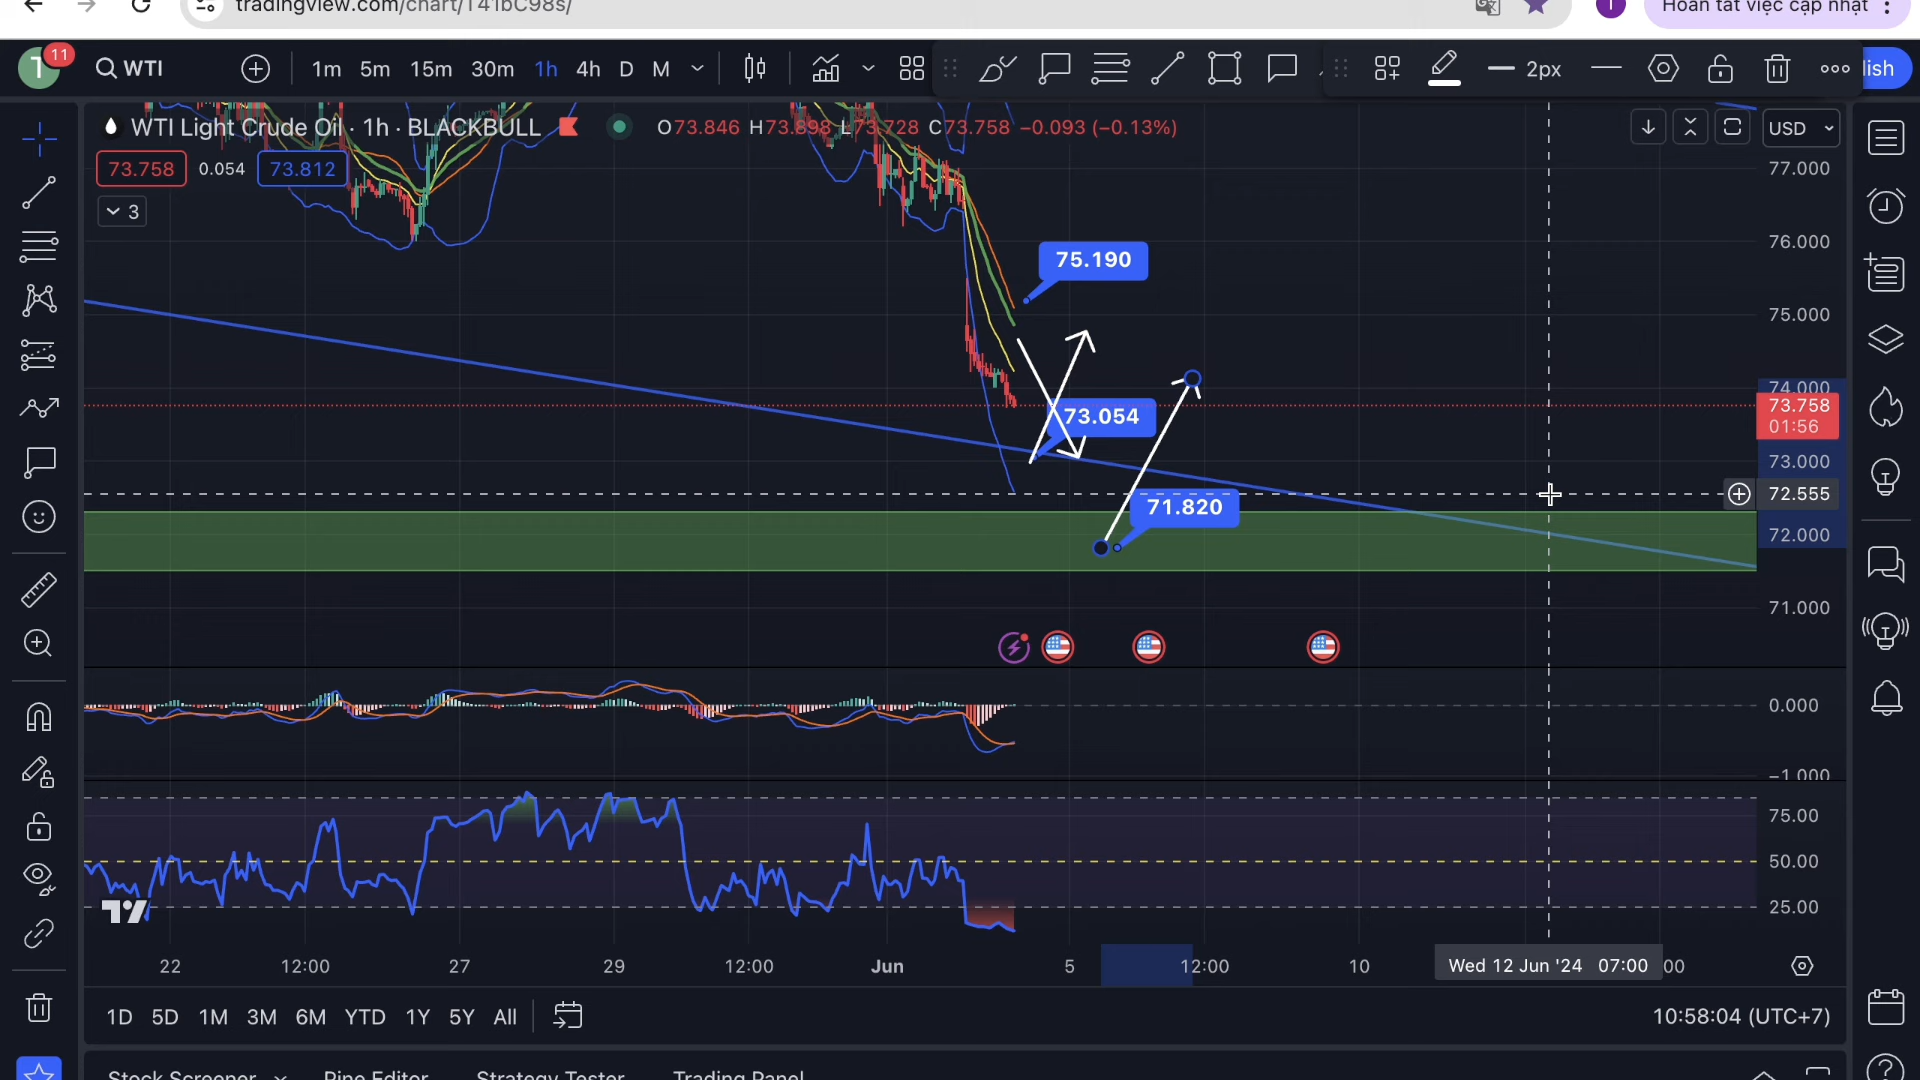 tradingview.com/chart/T41bC98s/
Hoàn tất việc cập nhật
T
11
WTI
1m 5m 15m 30m 1h 4h D M
2px
lish
WTI Light Crude Oil · 1h · BLACKBULL
O73.846 H73.898 L73.728 C73.758 −0.093 (−0.13%)
USD
73.758 0.054 73.812
3
77.000
76.000
75.190
75.000
74.000
73.758
01:56
73.054
73.000
72.555
71.820
72.000
71.000
0.000
−1.000
75.00
50.00
25.00
22 12:00 27 29 12:00 Jun 5 12:00 10 Wed 12 Jun '24 07:00 :00
1D 5D 1M 3M 6M YTD 1Y 5Y All
10:58:04 (UTC+7)
Stock Screener Pine Editor Strategy Tester Trading Panel